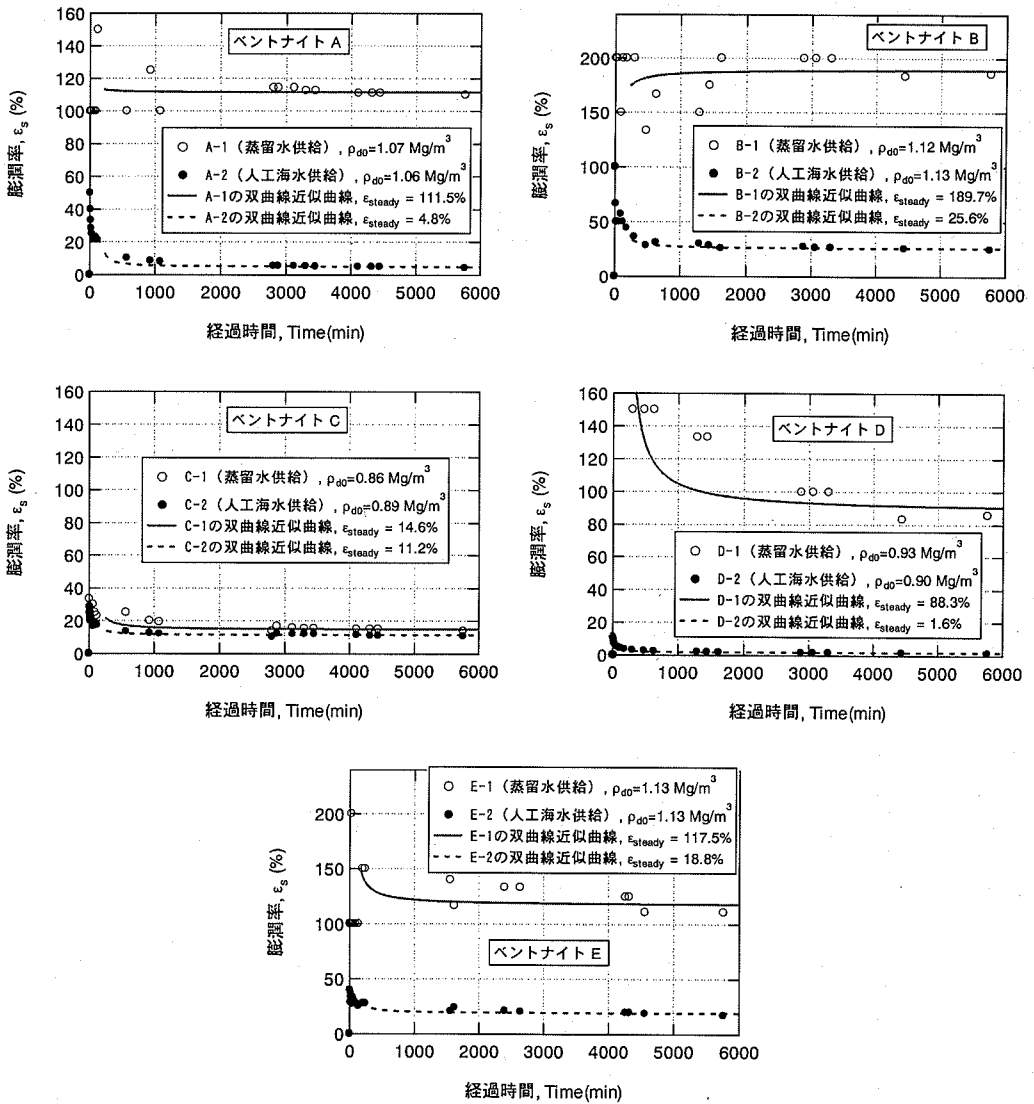 ベントナイト A
160
140
120
100
80
60
40
20
0
膨潤率, εs (%)
○ A-1 (蒸留水供給) , ρd0=1.07 Mg/m³
● A-2 (人工海水供給) , ρd0=1.06 Mg/m³
A-1の双曲線近似曲線, εsteady = 111.5%
A-2の双曲線近似曲線, εsteady = 4.8%
0 1000 2000 3000 4000 5000 6000
経過時間, Time(min)
ベントナイト B
200
150
100
50
0
膨潤率, εs (%)
○ B-1 (蒸留水供給) , ρd0=1.12 Mg/m³
● B-2 (人工海水供給) , ρd0=1.13 Mg/m³
B-1の双曲線近似曲線, εsteady = 189.7%
B-2の双曲線近似曲線, εsteady = 25.6%
0 1000 2000 3000 4000 5000 6000
経過時間, Time(min)
ベントナイト C
160
140
120
100
80
60
40
20
0
膨潤率, εs (%)
○ C-1 (蒸留水供給) , ρd0=0.86 Mg/m³
● C-2 (人工海水供給) , ρd0=0.89 Mg/m³
C-1の双曲線近似曲線, εsteady = 14.6%
C-2の双曲線近似曲線, εsteady = 11.2%
0 1000 2000 3000 4000 5000 6000
経過時間, Time(min)
ベントナイト D
160
140
120
100
80
60
40
20
0
膨潤率, εs (%)
○ D-1 (蒸留水供給) , ρd0=0.93 Mg/m³
● D-2 (人工海水供給) , ρd0=0.90 Mg/m³
D-1の双曲線近似曲線, εsteady = 88.3%
D-2の双曲線近似曲線, εsteady = 1.6%
0 1000 2000 3000 4000 5000 6000
経過時間, Time(min)
○ E-1 (蒸留水供給) , ρd0=1.13 Mg/m³
● E-2 (人工海水供給) , ρd0=1.13 Mg/m³
E-1の双曲線近似曲線, εsteady = 117.5%
E-2の双曲線近似曲線, εsteady = 18.8%
200
150
100
50
0
膨潤率, εs (%)
ベントナイト E
0 1000 2000 3000 4000 5000 6000
経過時間, Time(min)